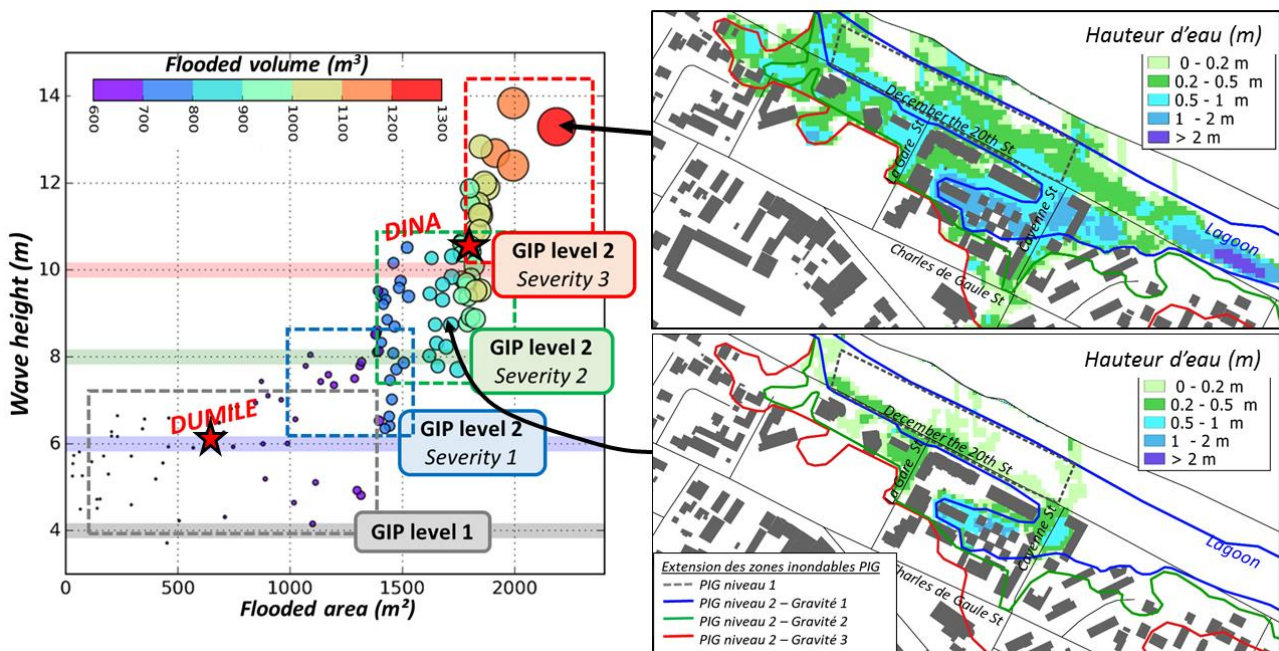 Flooded volume (m³)
600 700 800 900 1000 1100 1200 1300
Wave height (m)
14
12
10
8
6
4
DINA
DUMILE
GIP level 2
Severity 3
GIP level 2
Severity 2
GIP level 2
Severity 1
GIP level 1
0 500 1000 1500 2000
Flooded area (m²)
Hauteur d'eau (m)
0 - 0.2 m
0.2 - 0.5 m
0.5 - 1 m
1 - 2 m
> 2 m
December the 20th St
La Gare St
Cayenne St
Charles de Gaule St
Lagoon
Hauteur d'eau (m)
0 - 0.2 m
0.2 - 0.5 m
0.5 - 1 m
1 - 2 m
> 2 m
December the 20th St
La Gare St
Cayenne St
Lagoon
Charles de Gaule St
Extension des zones inondables PIG
PIG niveau 1
PIG niveau 2 – Gravité 1
PIG niveau 2 – Gravité 2
PIG niveau 2 – Gravité 3